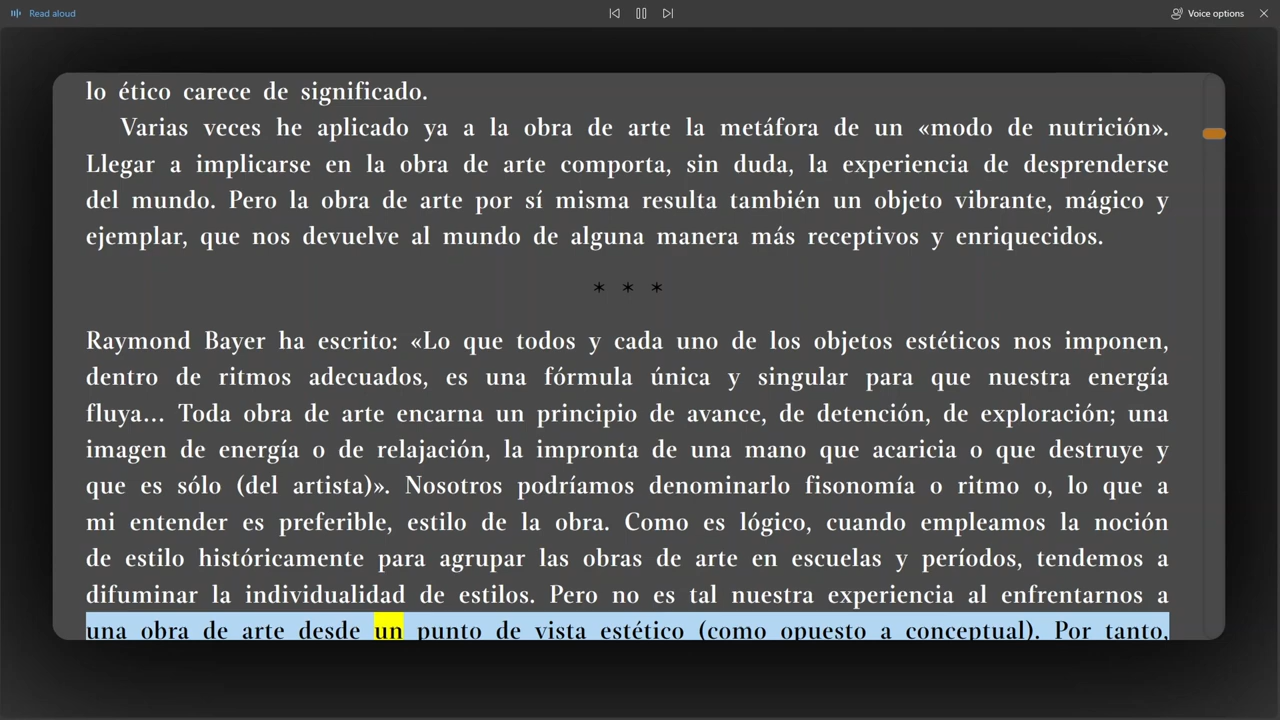 Read aloud
Voice options
lo ético carece de significado.
Varias veces he aplicado ya a la obra de arte la metáfora de un «modo de nutrición».
Llegar a implicarse en la obra de arte comporta, sin duda, la experiencia de desprenderse
del mundo. Pero la obra de arte por sí misma resulta también un objeto vibrante, mágico y
ejemplar, que nos devuelve al mundo de alguna manera más receptivos y enriquecidos.
* * *
Raymond Bayer ha escrito: «Lo que todos y cada uno de los objetos estéticos nos imponen,
dentro de ritmos adecuados, es una fórmula única y singular para que nuestra energía
fluya... Toda obra de arte encarna un principio de avance, de detención, de exploración; una
imagen de energía o de relajación, la impronta de una mano que acaricia o que destruye y
que es sólo (del artista)». Nosotros podríamos denominarlo fisonomía o ritmo o, lo que a
mi entender es preferible, estilo de la obra. Como es lógico, cuando empleamos la noción
de estilo históricamente para agrupar las obras de arte en escuelas y períodos, tendemos a
difuminar la individualidad de estilos. Pero no es tal nuestra experiencia al enfrentarnos a
una obra de arte desde un punto de vista estético (como opuesto a conceptual). Por tanto,